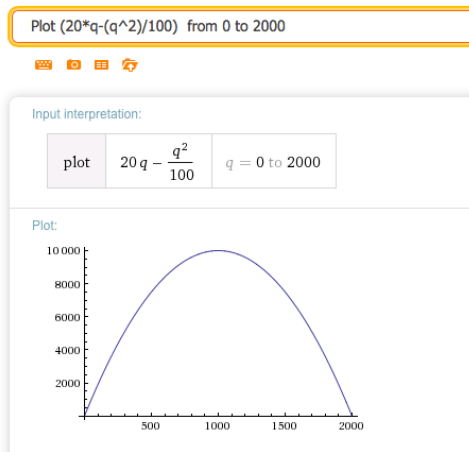 Plot (20*q-(q^2)/100)  from 0 to 2000
Input interpretation:
plot 20 q − q²/100 q = 0 to 2000
Plot:
10 000
8000
6000
4000
2000
500 1000 1500 2000